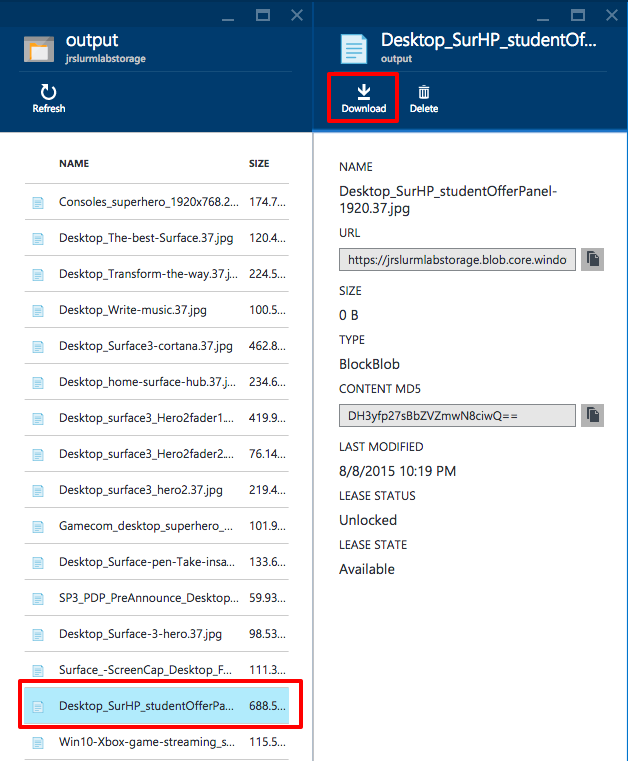 output
jrslurmlabstorage
Refresh
NAME SIZE
Consoles_superhero_1920x768.2... 174.7...
Desktop_The-best-Surface.37.jpg 120.4...
Desktop_Transform-the-way.37.j... 224.5...
Desktop_Write-music.37.jpg 100.5...
Desktop_Surface3-cortana.37.jpg 462.8...
Desktop_home-surface-hub.37.j... 234.6...
Desktop_surface3_Hero2fader1.... 419.9...
Desktop_surface3_Hero2fader2.... 76.14...
Desktop_surface3_hero2.37.jpg 219.4...
Gamecom_desktop_superhero_... 101.9...
Desktop_Surface-pen-Take-insa... 133.6...
SP3_PDP_PreAnnounce_Desktop... 59.93...
Desktop_Surface-3-hero.37.jpg 98.53...
Surface_-ScreenCap_Desktop_F... 111.3...
Desktop_SurHP_studentOfferPa... 688.5...
Win10-Xbox-game-streaming_s... 115.5...
Desktop_SurHP_studentOf...
output
Download Delete
NAME
Desktop_SurHP_studentOfferPanel-
1920.37.jpg
URL
https://jrslurmlabstorage.blob.core.windo
SIZE
0 B
TYPE
BlockBlob
CONTENT MD5
DH3yfp27sBbZVZmwN8ciwQ==
LAST MODIFIED
8/8/2015 10:19 PM
LEASE STATUS
Unlocked
LEASE STATE
Available